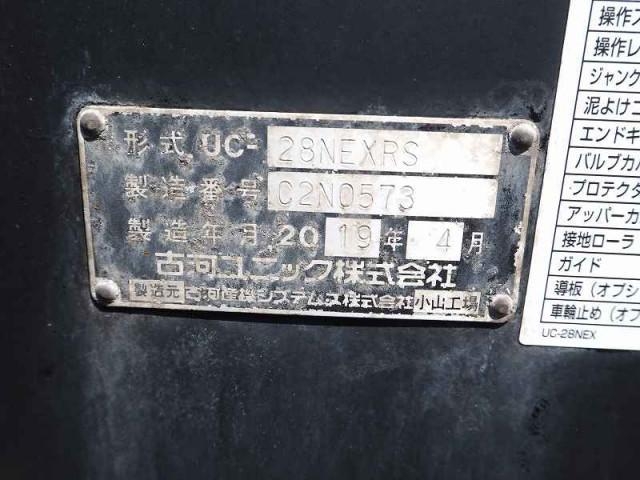 形式 UC- 28NEXRS
製造番号 C2N0573
製造年月 2019年 4月
古河ユニック株式会社
製造元 古河産機システムズ株式会社 小山工場
操作
操作レ
ジャンク
泥よけ
エンドキ
バルブカ
プロテクタ
アッパーカ
接地ローラ
ガイド
導板(オプシ
車輪止め(オプ
UC-28NEX